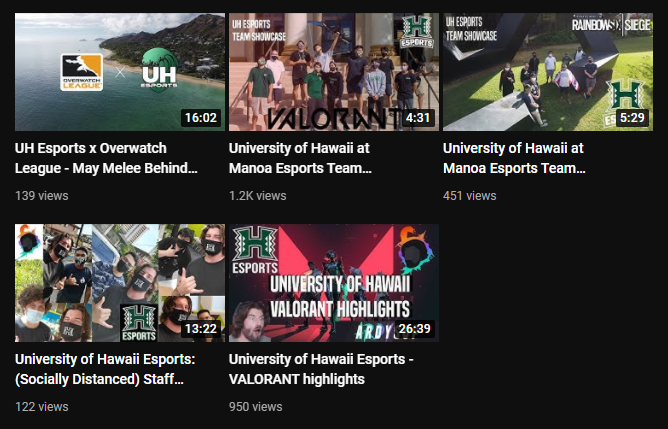 OVERWATCH
LEAGUE
X
UH
ESPORTS
16:02
UH ESPORTS
TEAM SHOWCASE
H
ESPORTS
VALORANT
4:31
UH ESPORTS
TEAM SHOWCASE
RAINBOW SIEGE
H
5:29
UH Esports x Overwatch
League - May Melee Behind...
139 views
University of Hawaii at
Manoa Esports Team...
1.2K views
University of Hawaii at
Manoa Esports Team...
451 views
H
ESPORTS
13:22
H
ESPORTS
UNIVERSITY OF HAWAII
VALORANT HIGHLIGHTS
26:39
University of Hawaii Esports:
(Socially Distanced) Staff...
122 views
University of Hawaii Esports -
VALORANT highlights
950 views